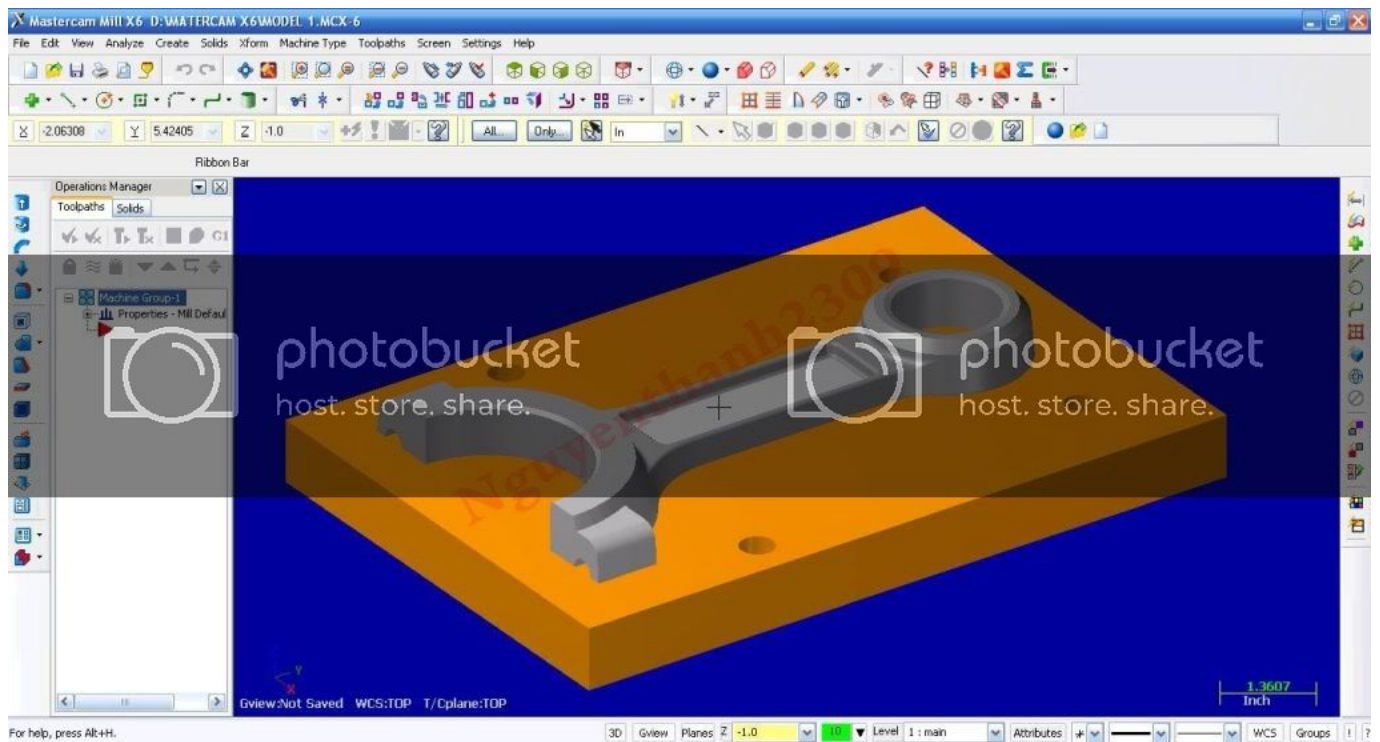 Mastercam Mill X6 D:\MATERCAM X6\MODEL 1.MCX-6
File Edit View Analyze Create Solids Xform Machine Type Toolpaths Screen Settings Help
X -2.06308 Y 5.42405 Z -1.0 All... Only... In
Ribbon Bar
Operations Manager
Toolpaths Solids
G1
Machine Group-1
Properties - Mill Defaul
photobucket
host. store. share.
photobucket
host. store. share.
Nguyenthanh2309
Y
X
Gview:Not Saved WCS:TOP T/Cplane:TOP
1.3607
Inch
For help, press Alt+H.
3D Gview Planes Z -1.0 10 Level 1 : main Attributes WCS Groups ! ?